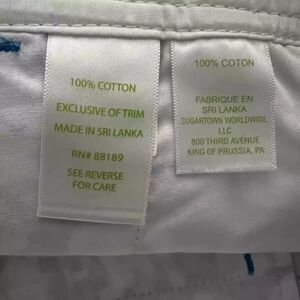 100% COTTON
EXCLUSIVE OF TRIM
MADE IN SRI LANKA
RN# 88189
SEE REVERSE
FOR CARE
100% COTON
FABRIQUE EN
SRI LANKA
SUGARTOWN WORLDWIDE
LLC
800 THIRD AVENUE
KING OF PRUSSIA, PA